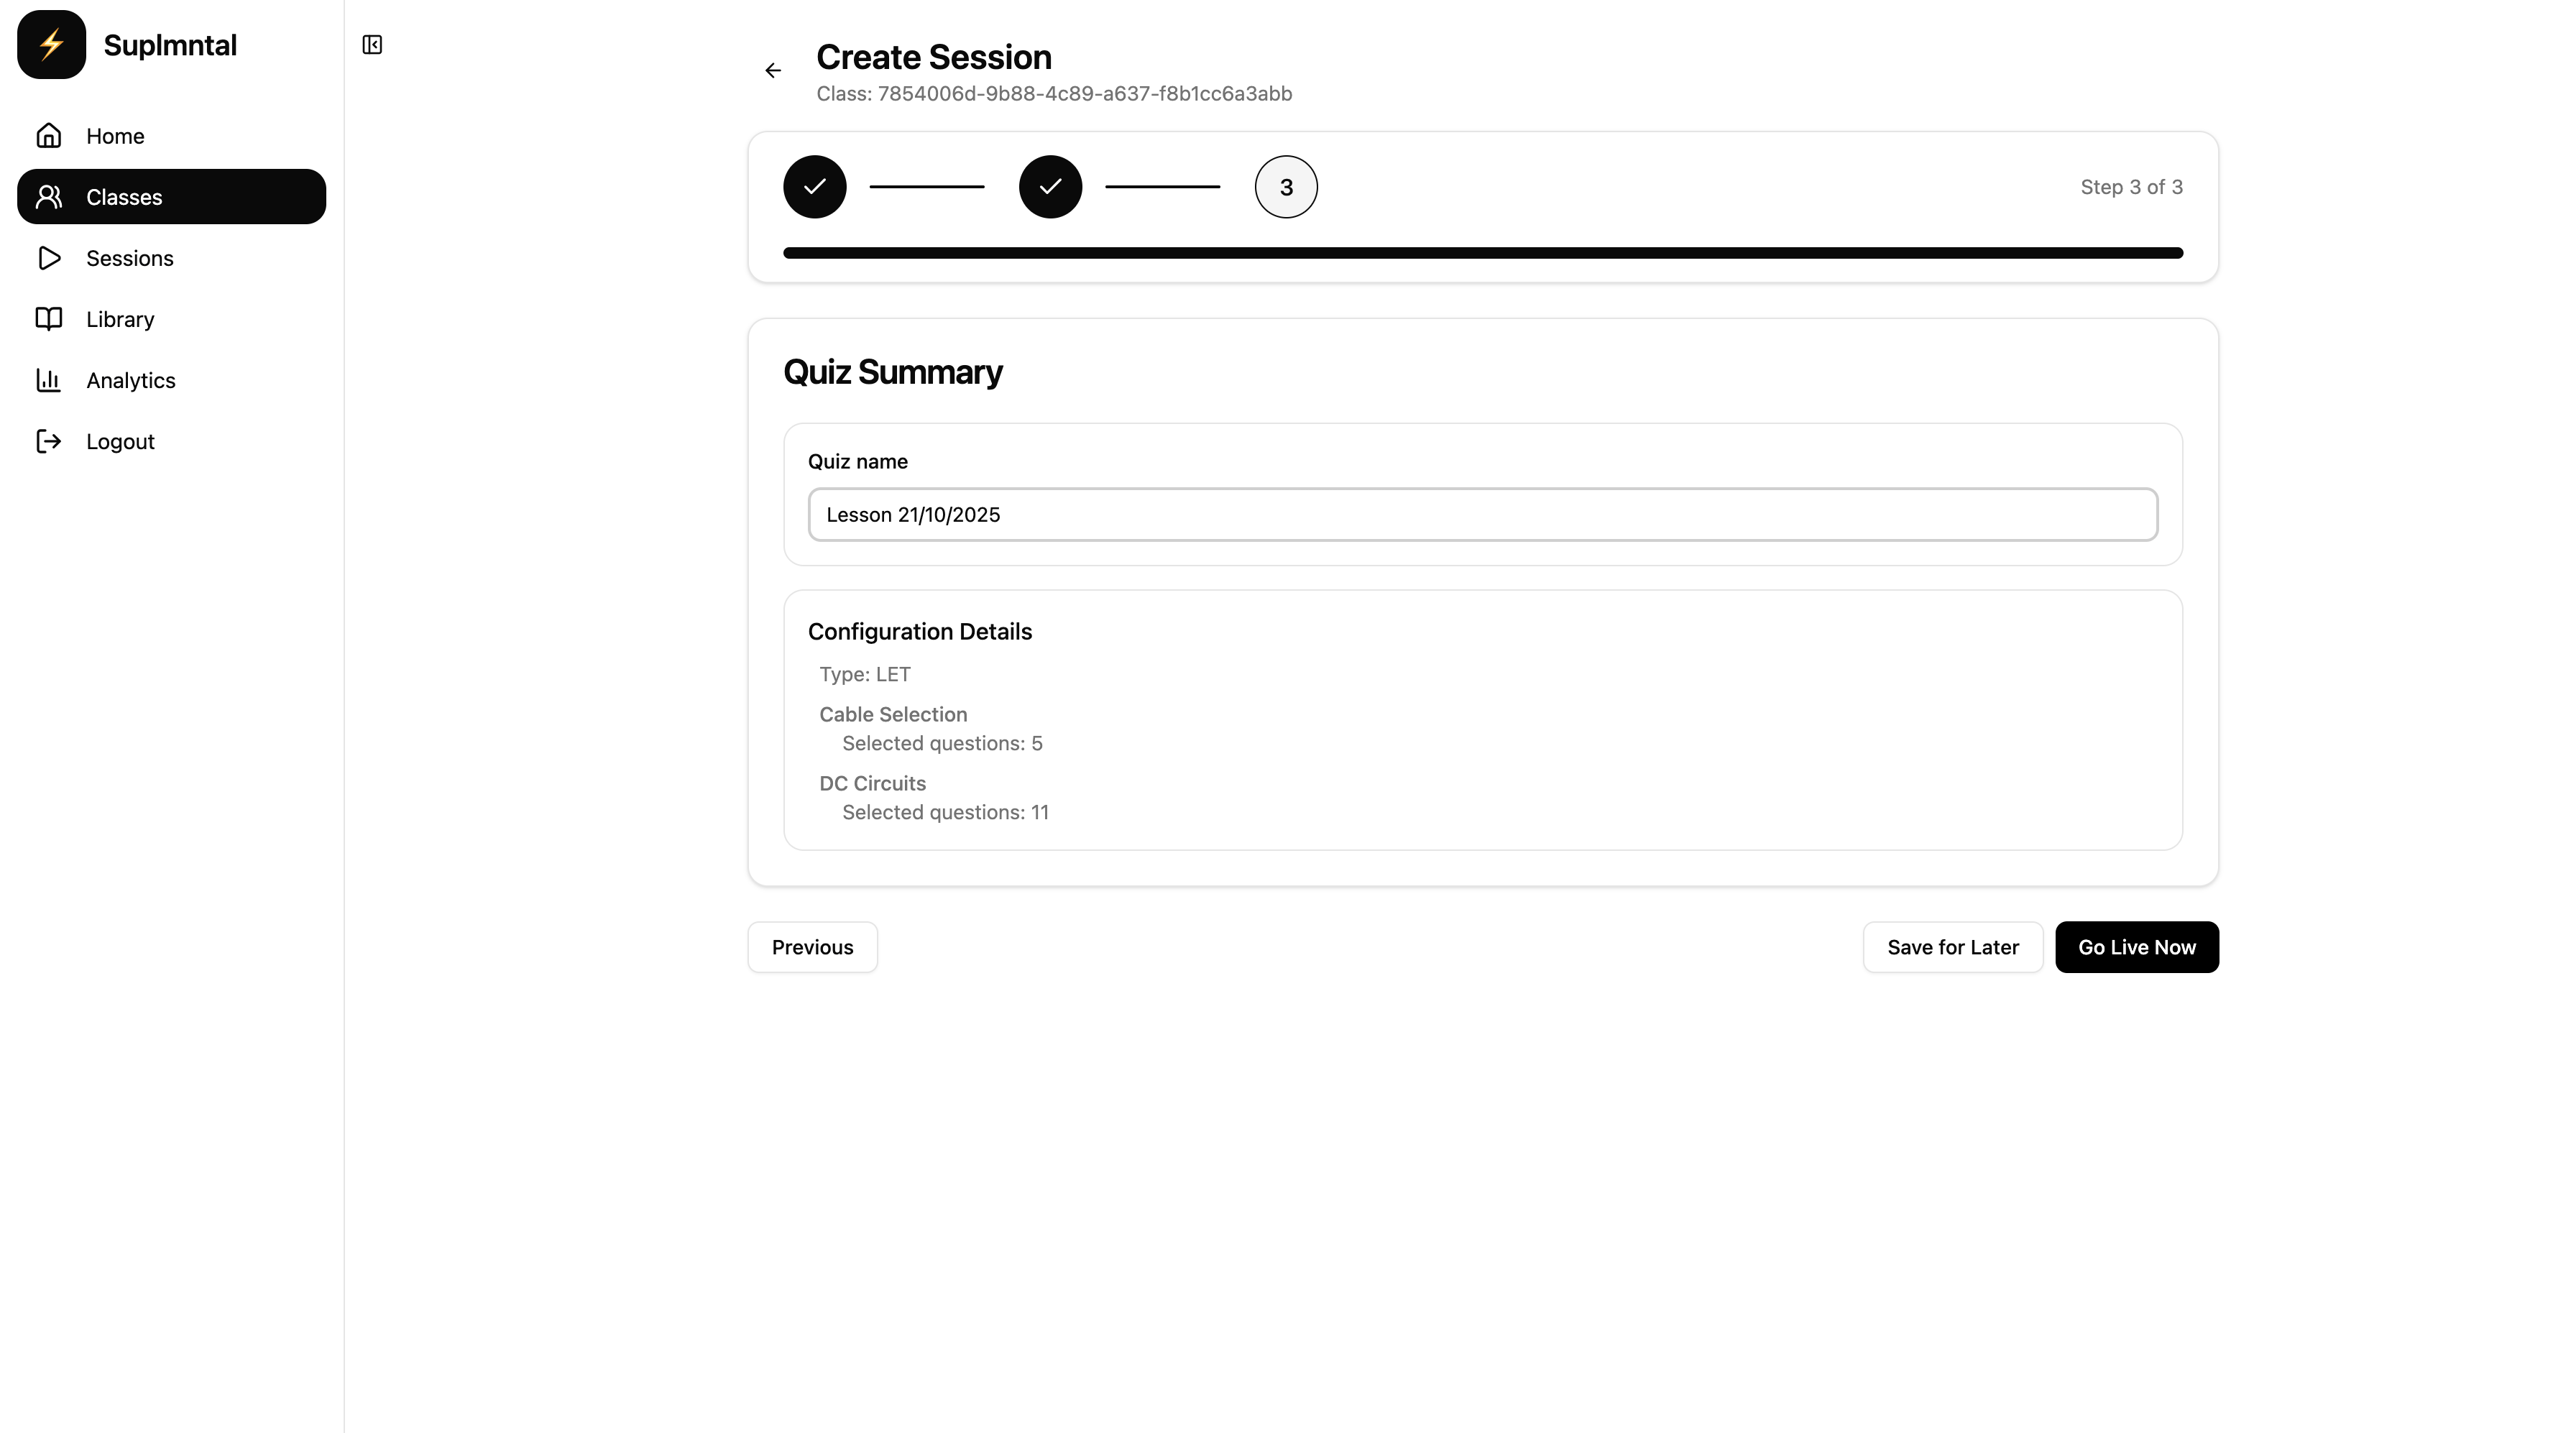 Suplmntal
Home
Classes
Sessions
Library
Analytics
Logout
Create Session
Class: 7854006d-9b88-4c89-a637-f8b1cc6a3abb
3
Step 3 of 3
Quiz Summary
Quiz name
Lesson 21/10/2025
Configuration Details
Type: LET
Cable Selection
Selected questions: 5
DC Circuits
Selected questions: 11
Previous
Save for Later
Go Live Now